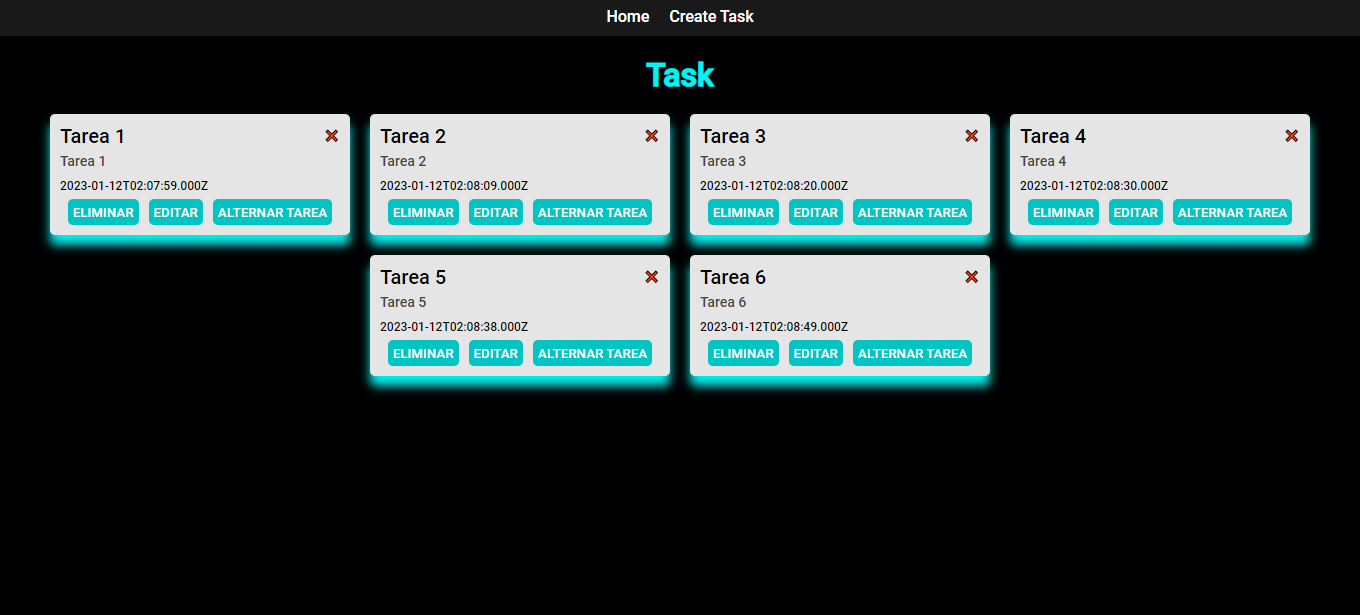 Home Create Task
Task
Tarea 1
Tarea 1
2023-01-12T02:07:59.000Z
ELIMINAR EDITAR ALTERNAR TAREA
Tarea 2
Tarea 2
2023-01-12T02:08:09.000Z
ELIMINAR EDITAR ALTERNAR TAREA
Tarea 3
Tarea 3
2023-01-12T02:08:20.000Z
ELIMINAR EDITAR ALTERNAR TAREA
Tarea 4
Tarea 4
2023-01-12T02:08:30.000Z
ELIMINAR EDITAR ALTERNAR TAREA
Tarea 5
Tarea 5
2023-01-12T02:08:38.000Z
ELIMINAR EDITAR ALTERNAR TAREA
Tarea 6
Tarea 6
2023-01-12T02:08:49.000Z
ELIMINAR EDITAR ALTERNAR TAREA